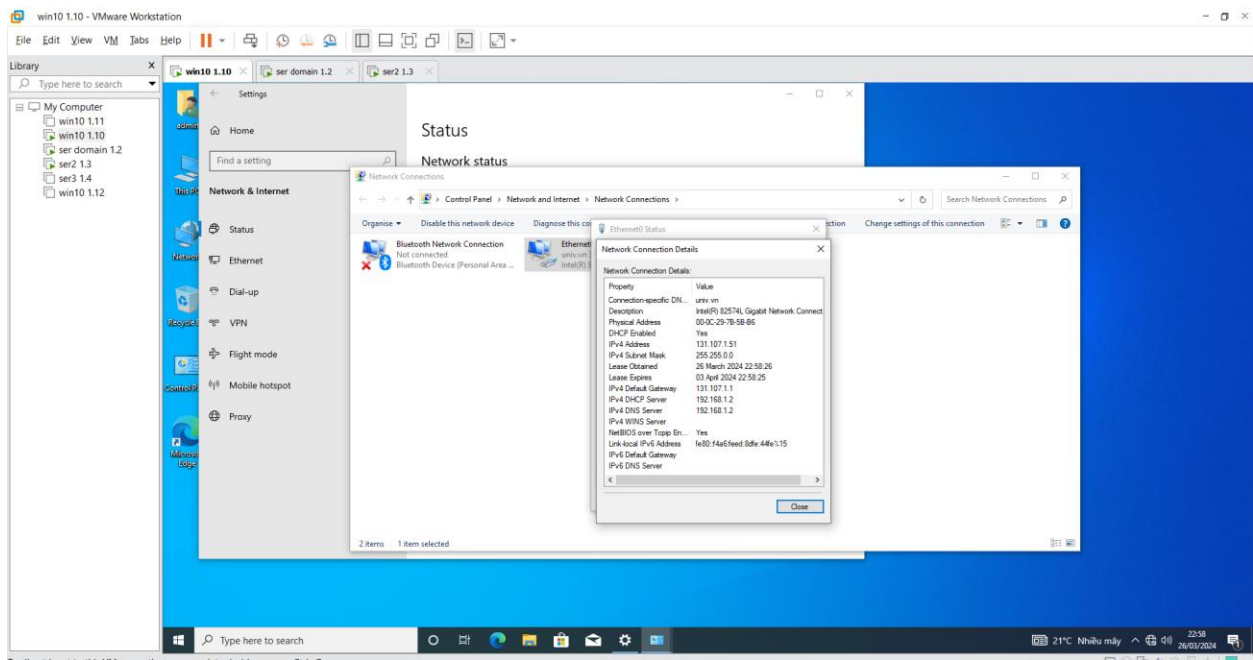 win10 1.10 - VMware Workstation
File Edit View VM Tabs Help
Library X
Type here to search
My Computer
win10 1.11
win10 1.10
ser domain 1.2
ser2 1.3
ser3 1.4
win10 1.12
win10 1.10 × ser domain 1.2 × ser2 1.3 ×
Settings
Home
Find a setting
Network & Internet
Status
Ethernet
Dial-up
VPN
Flight mode
Mobile hotspot
Proxy
Status
Network status
Network Connections
Control Panel > Network and Internet > Network Connections >
Search Network Connections
Organise Disable this network device Diagnose this co
Change settings of this connection
Bluetooth Network Connection
Not connected
Bluetooth Device (Personal Area ...
Ethernet
univ.vn
Intel(R)
Ethernet0 Status
Network Connection Details
Network Connection Details:
Property Value
Connection-specific DN... univ.vn
Description Intel(R) 82574L Gigabit Network Connect
Physical Address 00-0C-29-7B-5B-B6
DHCP Enabled Yes
IPv4 Address 131.107.1.51
IPv4 Subnet Mask 255.255.0.0
Lease Obtained 26 March 2024 22:58:26
Lease Expires 03 April 2024 22:58:25
IPv4 Default Gateway 131.107.1.1
IPv4 DHCP Server 192.168.1.2
IPv4 DNS Server 192.168.1.2
IPv4 WINS Server
NetBIOS over Tcpip En... Yes
Link-local IPv6 Address fe80::f4a6:feed:8dfe:44fe%15
IPv6 Default Gateway
IPv6 DNS Server
Close
2 items 1 item selected
Edge
Type here to search
21°C Nhiều mây
22:58
26/03/2024